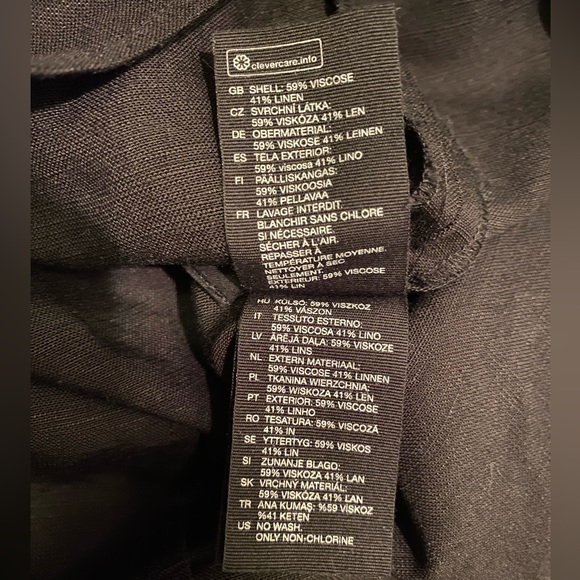 clevercare.info
GB SHELL: 59% VISCOSE
41% LINEN
CZ SVRCHNÍ LÁTKA:
59% VISKÓZA 41% LEN
DE OBERMATERIAL:
59% VISKOSE 41% LEINEN
ES TELA EXTERIOR:
59% viscosa 41% LINO
FI PÄÄLLISKANGAS:
59% VISKOOSIA
41% PELLAVAA
FR LAVAGE INTERDIT.
BLANCHIR SANS CHLORE
SI NÉCESSAIRE.
SÉCHER À L'AIR.
REPASSER À
TEMPÉRATURE MOYENNE.
NETTOYER À SEC
SEULEMENT.
EXTÉRIEUR: 59% VISCOSE
41% LIN
HU KÜLSŐ: 59% VISZKÓZ
41% VÁSZON
IT TESSUTO ESTERNO:
59% VISCOSA 41% LINO
LV ĀRĒJĀ DAĻA: 59% VISKOZE
41% LINS
NL EXTERN MATERIAAL:
59% VISCOSE 41% LINNEN
PL TKANINA WIERZCHNIA:
59% WISKOZA 41% LEN
PT EXTERIOR: 59% VISCOSE
41% LINHO
RO TESATURA: 59% VISCOZĂ
41% IN
SE YTTERTYG: 59% VISKOS
41% LIN
SI ZUNANJE BLAGO:
59% VISKOZA 41% LAN
SK VRCHNÝ MATERIÁL:
59% VISKÓZA 41% ĽAN
TR ANA KUMAŞ: %59 VISKOZ
%41 KETEN
US NO WASH.
ONLY NON-CHLORINE